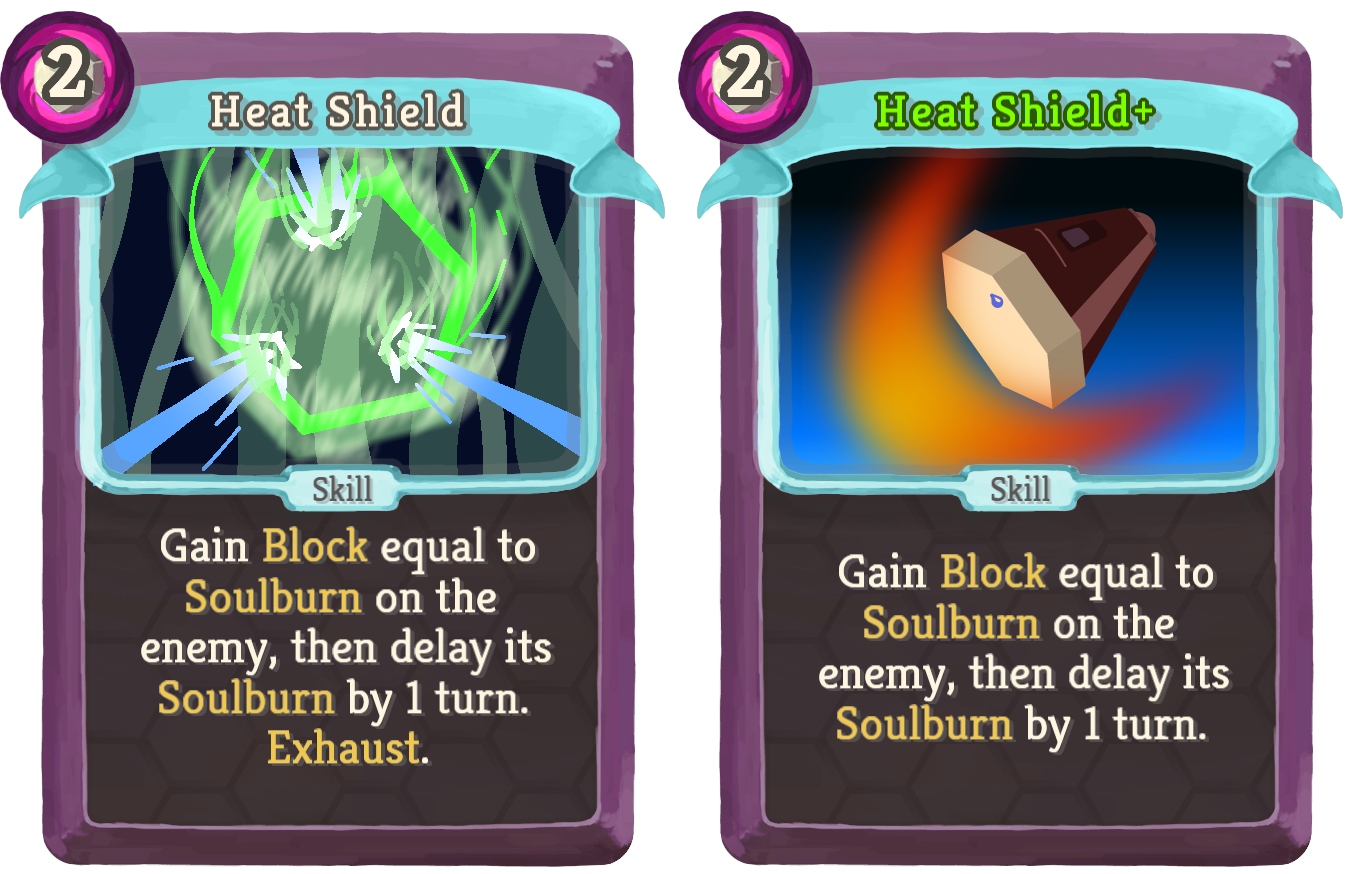 2
Heat Shield
Skill
Gain Block equal to
Soulburn on the
enemy, then delay its
Soulburn by 1 turn.
Exhaust.
2
Heat Shield+
Skill
Gain Block equal to
Soulburn on the
enemy, then delay its
Soulburn by 1 turn.